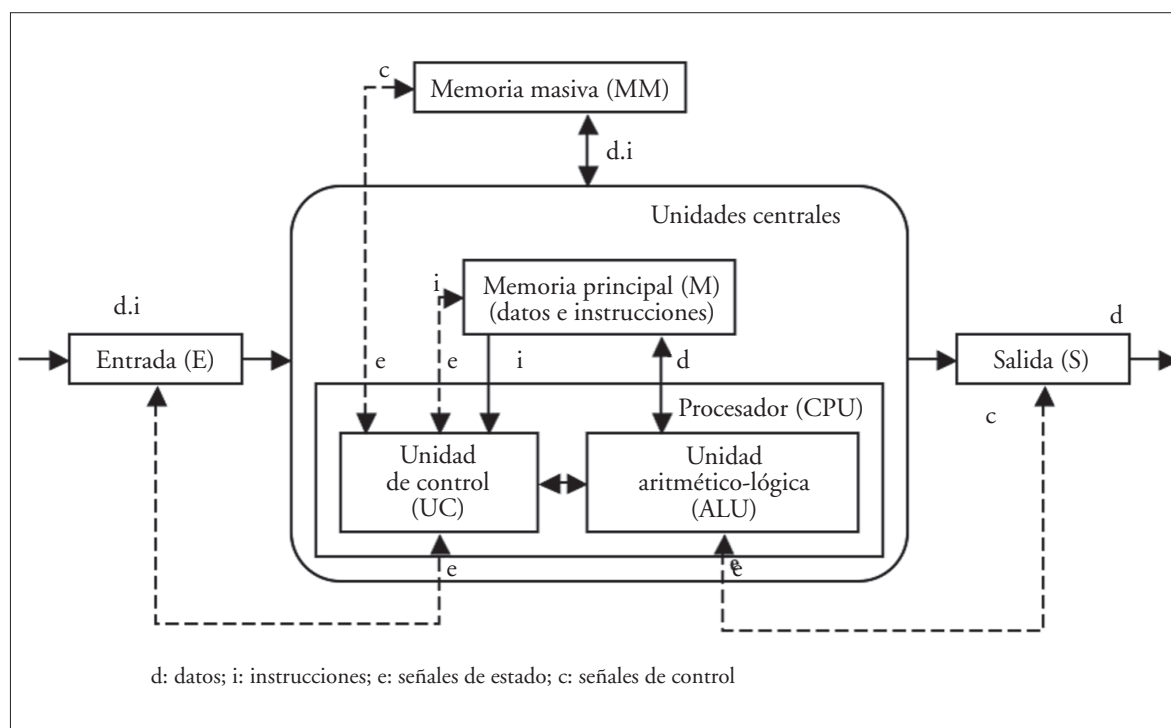 c
Memoria masiva (MM)
d.i
Unidades centrales
i
Memoria principal (M)
(datos e instrucciones)
d.i
d
Entrada (E)
e
e
i
d
Salida (S)
Procesador (CPU)
c
Unidad
de control
(UC)
Unidad
aritmético-lógica
(ALU)
e
e
e
d: datos; i: instrucciones; e: señales de estado; c: señales de control